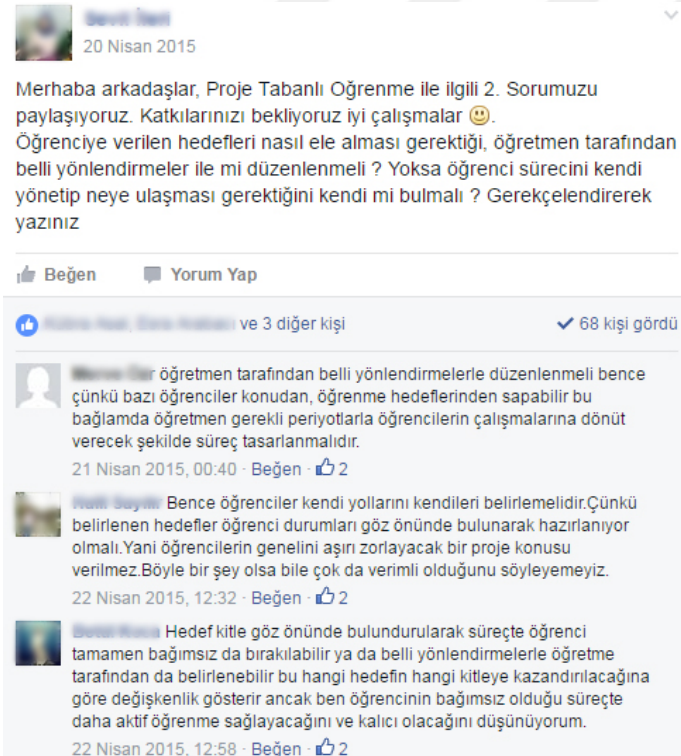 20 Nisan 2015
Merhaba arkadaşlar, Proje Tabanlı Öğrenme ile ilgili 2. Sorumuzu
paylaşıyoruz. Katkılarınızı bekliyoruz iyi çalışmalar 🙂.
Öğrenciye verilen hedefleri nasıl ele alması gerektiği, öğretmen tarafından
belli yönlendirmeler ile mi düzenlenmeli ? Yoksa öğrenci sürecini kendi
yönetip neye ulaşması gerektiğini kendi mi bulmalı ? Gerekçelendirerek
yazınız
Beğen Yorum Yap
ve 3 diğer kişi 68 kişi gördü
öğretmen tarafından belli yönlendirmelerle düzenlenmeli bence
çünkü bazı öğrenciler konudan, öğrenme hedeflerinden sapabilir bu
bağlamda öğretmen gerekli periyotlarla öğrencilerin çalışmalarına dönüt
verecek şekilde süreç tasarlanmalıdır.
21 Nisan 2015, 00:40 · Beğen · 2
Bence öğrenciler kendi yollarını kendileri belirlemelidir.Çünkü
belirlenen hedefler öğrenci durumları göz önünde bulunarak hazırlanıyor
olmalı.Yani öğrencilerin genelini aşırı zorlayacak bir proje konusu
verilmez.Böyle bir şey olsa bile çok da verimli olduğunu söyleyemeyiz.
22 Nisan 2015, 12:32 · Beğen · 2
Hedef kitle göz önünde bulundurularak süreçte öğrenci
tamamen bağımsız da bırakılabilir ya da belli yönlendirmelerle öğretme
tarafından da belirlenebilir bu hangi hedefin hangi kitleye kazandırılacağına
göre değişkenlik gösterir ancak ben öğrencinin bağımsız olduğu süreçte
daha aktif öğrenme sağlayacağını ve kalıcı olacağını düşünüyorum.
22 Nisan 2015, 12:58 · Beğen · 2